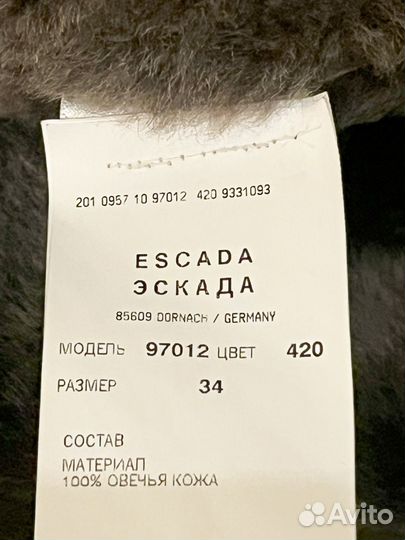 201 0957 10 97012 420 9331093
ESCADA
ЭСКАДА
85609 DORNACH / GERMANY
МОДЕЛЬ 97012 ЦВЕТ 420
РАЗМЕР 34
СОСТАВ
МАТЕРИАЛ
100% ОВЕЧЬЯ КОЖА
Avito